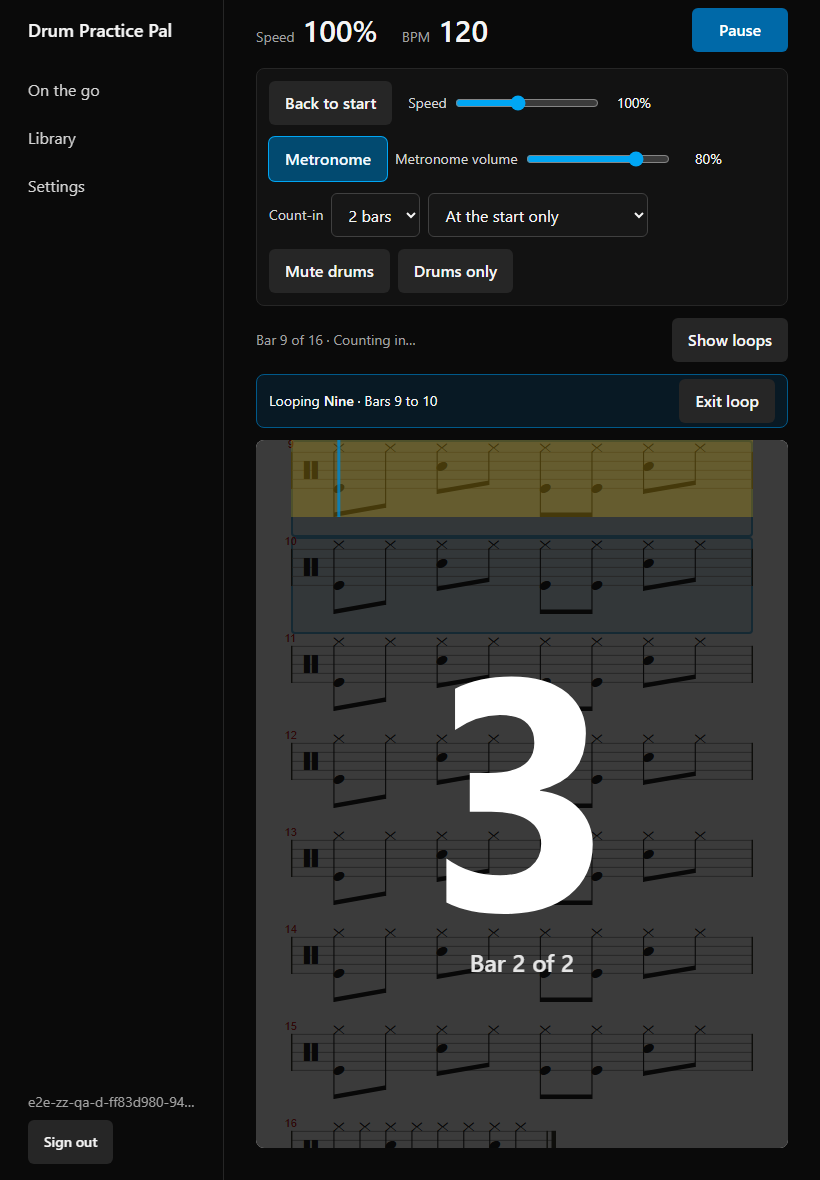 Drum Practice Pal
On the go
Library
Settings
Speed 100% BPM 120
Pause
Back to start
Speed 100%
Metronome
Metronome volume 80%
Count-in 2 bars At the start only
Mute drums
Drums only
Bar 9 of 16 · Counting in...
Show loops
Looping Nine · Bars 9 to 10
Exit loop
9
10
11
12
13
14
15
16
3
Bar 2 of 2
e2e-zz-qa-d-ff83d980-94...
Sign out